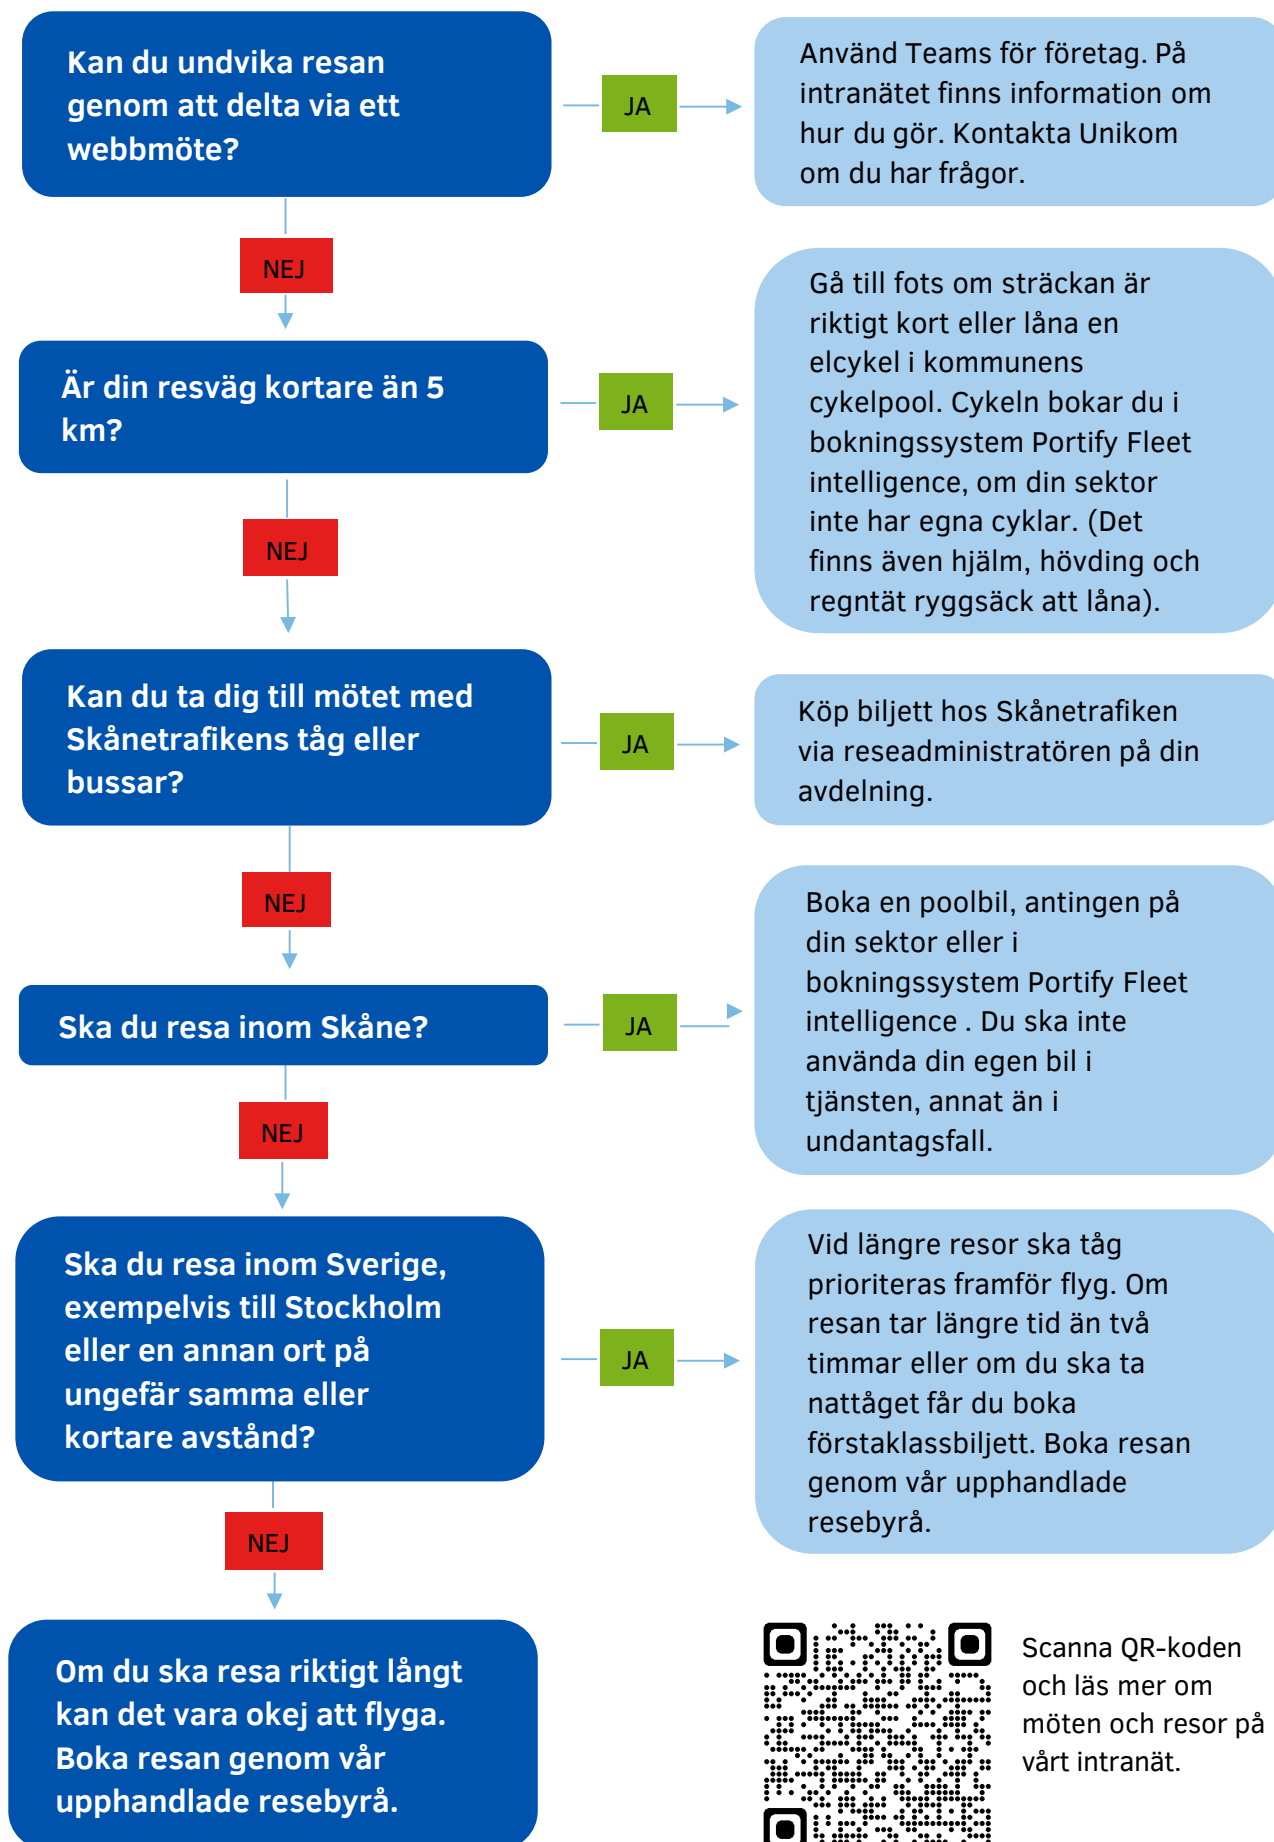 Kan du undvika resan
genom att delta via ett
webbmöte?
JA
Använd Teams för företag. På
intranätet finns information om
hur du gör. Kontakta Unikom
om du har frågor.
NEJ
Är din resväg kortare än 5
km?
JA
Gå till fots om sträckan är
riktigt kort eller låna en
elcykel i kommunens
cykelpool. Cykeln bokar du i
bokningssystem Portify Fleet
intelligence, om din sektor
inte har egna cyklar. (Det
finns även hjälm, hövding och
regntät ryggsäck att låna).
NEJ
Kan du ta dig till mötet med
Skånetrafikens tåg eller
bussar?
JA
Köp biljett hos Skånetrafiken
via reseadministratören på din
avdelning.
NEJ
Ska du resa inom Skåne?
JA
Boka en poolbil, antingen på
din sektor eller i
bokningssystem Portify Fleet
intelligence . Du ska inte
använda din egen bil i
tjänsten, annat än i
undantagsfall.
NEJ
Ska du resa inom Sverige,
exempelvis till Stockholm
eller en annan ort på
ungefär samma eller
kortare avstånd?
JA
Vid längre resor ska tåg
prioriteras framför flyg. Om
resan tar längre tid än två
timmar eller om du ska ta
nattåget får du boka
förstaklassbiljett. Boka resan
genom vår upphandlade
resebyrå.
NEJ
Om du ska resa riktigt långt
kan det vara okej att flyga.
Boka resan genom vår
upphandlade resebyrå.
Scanna QR-koden
och läs mer om
möten och resor på
vårt intranät.